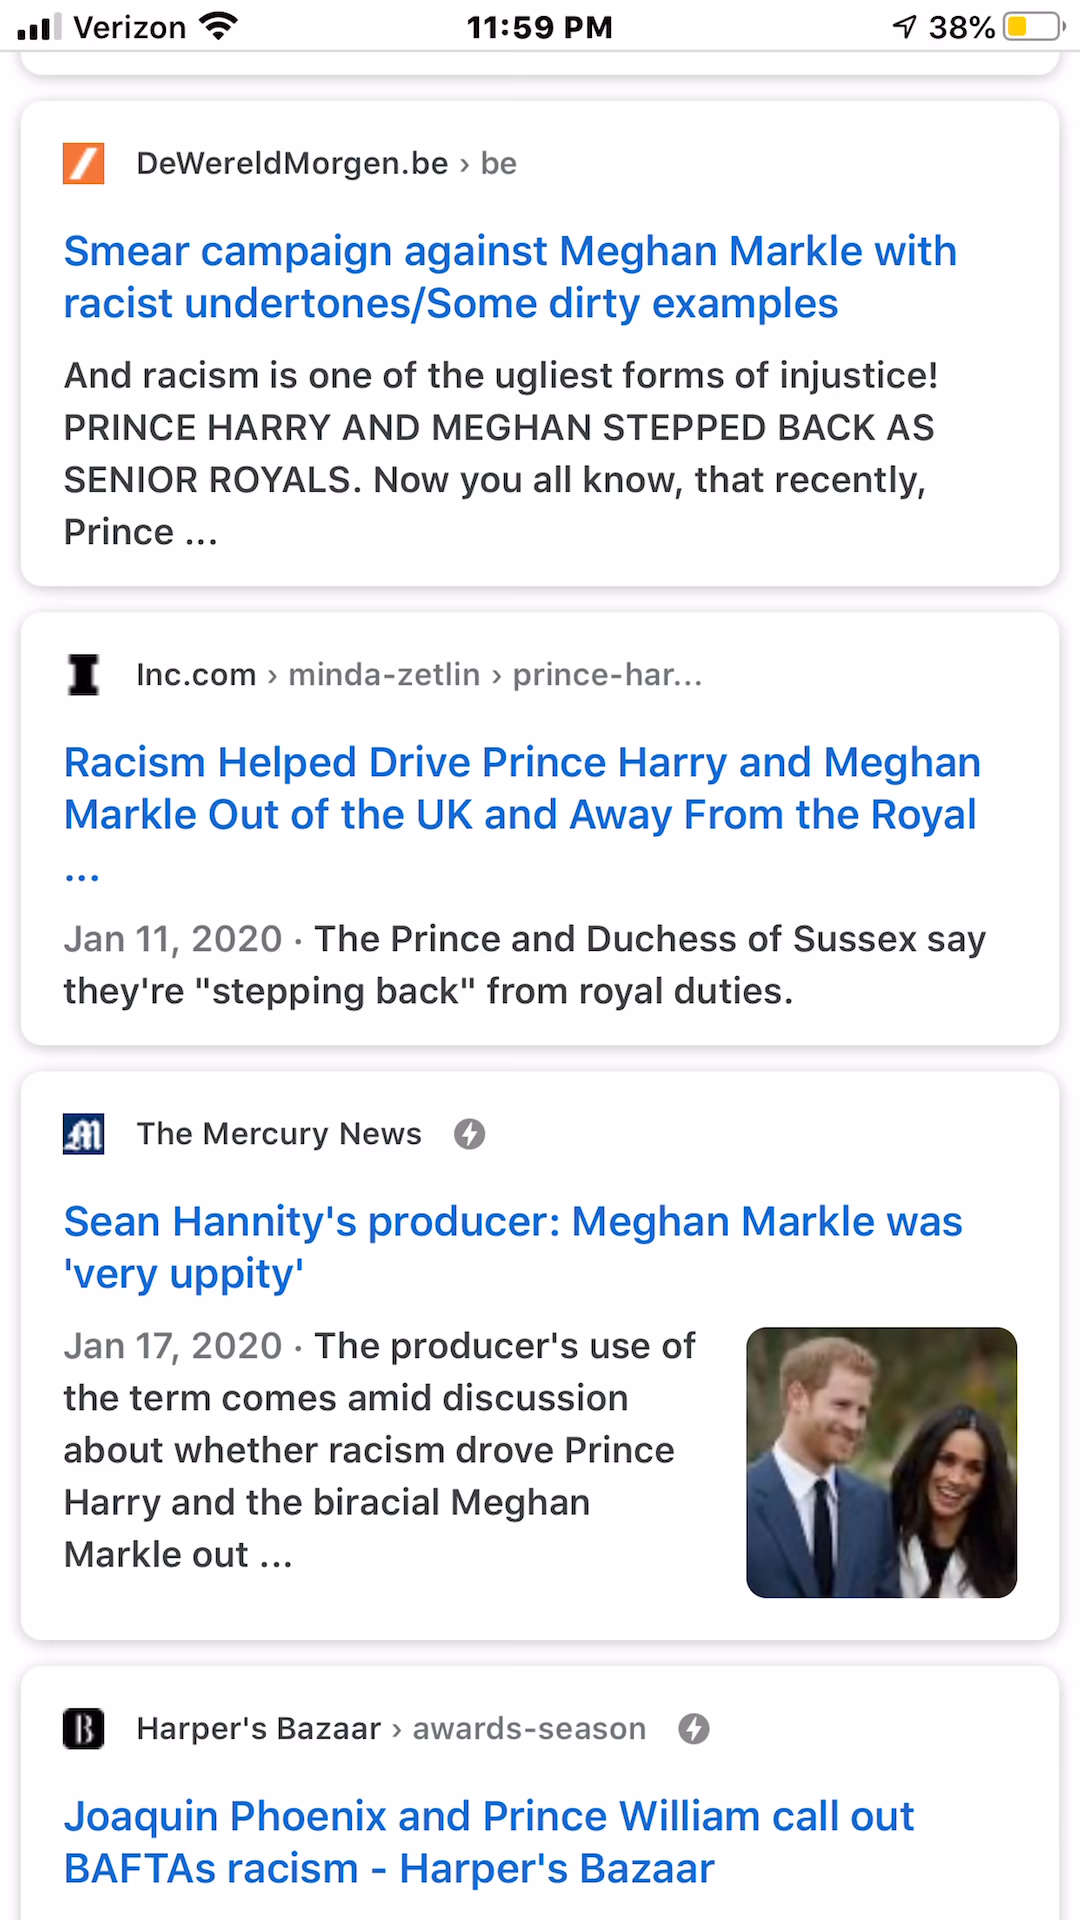 Verizon 11:59 PM 38%
DeWereldMorgen.be › be
Smear campaign against Meghan Markle with
racist undertones/Some dirty examples
And racism is one of the ugliest forms of injustice!
PRINCE HARRY AND MEGHAN STEPPED BACK AS
SENIOR ROYALS. Now you all know, that recently,
Prince ...
Inc.com › minda-zetlin › prince-har...
Racism Helped Drive Prince Harry and Meghan
Markle Out of the UK and Away From the Royal
...
Jan 11, 2020 · The Prince and Duchess of Sussex say
they're "stepping back" from royal duties.
The Mercury News
Sean Hannity's producer: Meghan Markle was
'very uppity'
Jan 17, 2020 · The producer's use of
the term comes amid discussion
about whether racism drove Prince
Harry and the biracial Meghan
Markle out ...
Harper's Bazaar › awards-season
Joaquin Phoenix and Prince William call out
BAFTAs racism - Harper's Bazaar